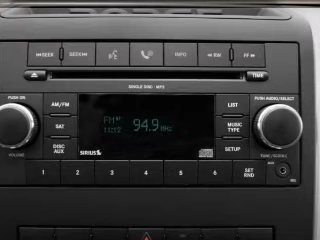 SEEK SEEK INFO RW FF
SINGLE DISC - MP3
TIME
PUSH ON
PUSH AUDIO/SELECT
AM/FM
LIST
FM
94.9 MHz
SAT
MUSIC TYPE
DISC AUX
SIRIUS
SETUP
VOLUME
TUNE/SCROLL
AUX
1 2 3 4 5 6 SET RND